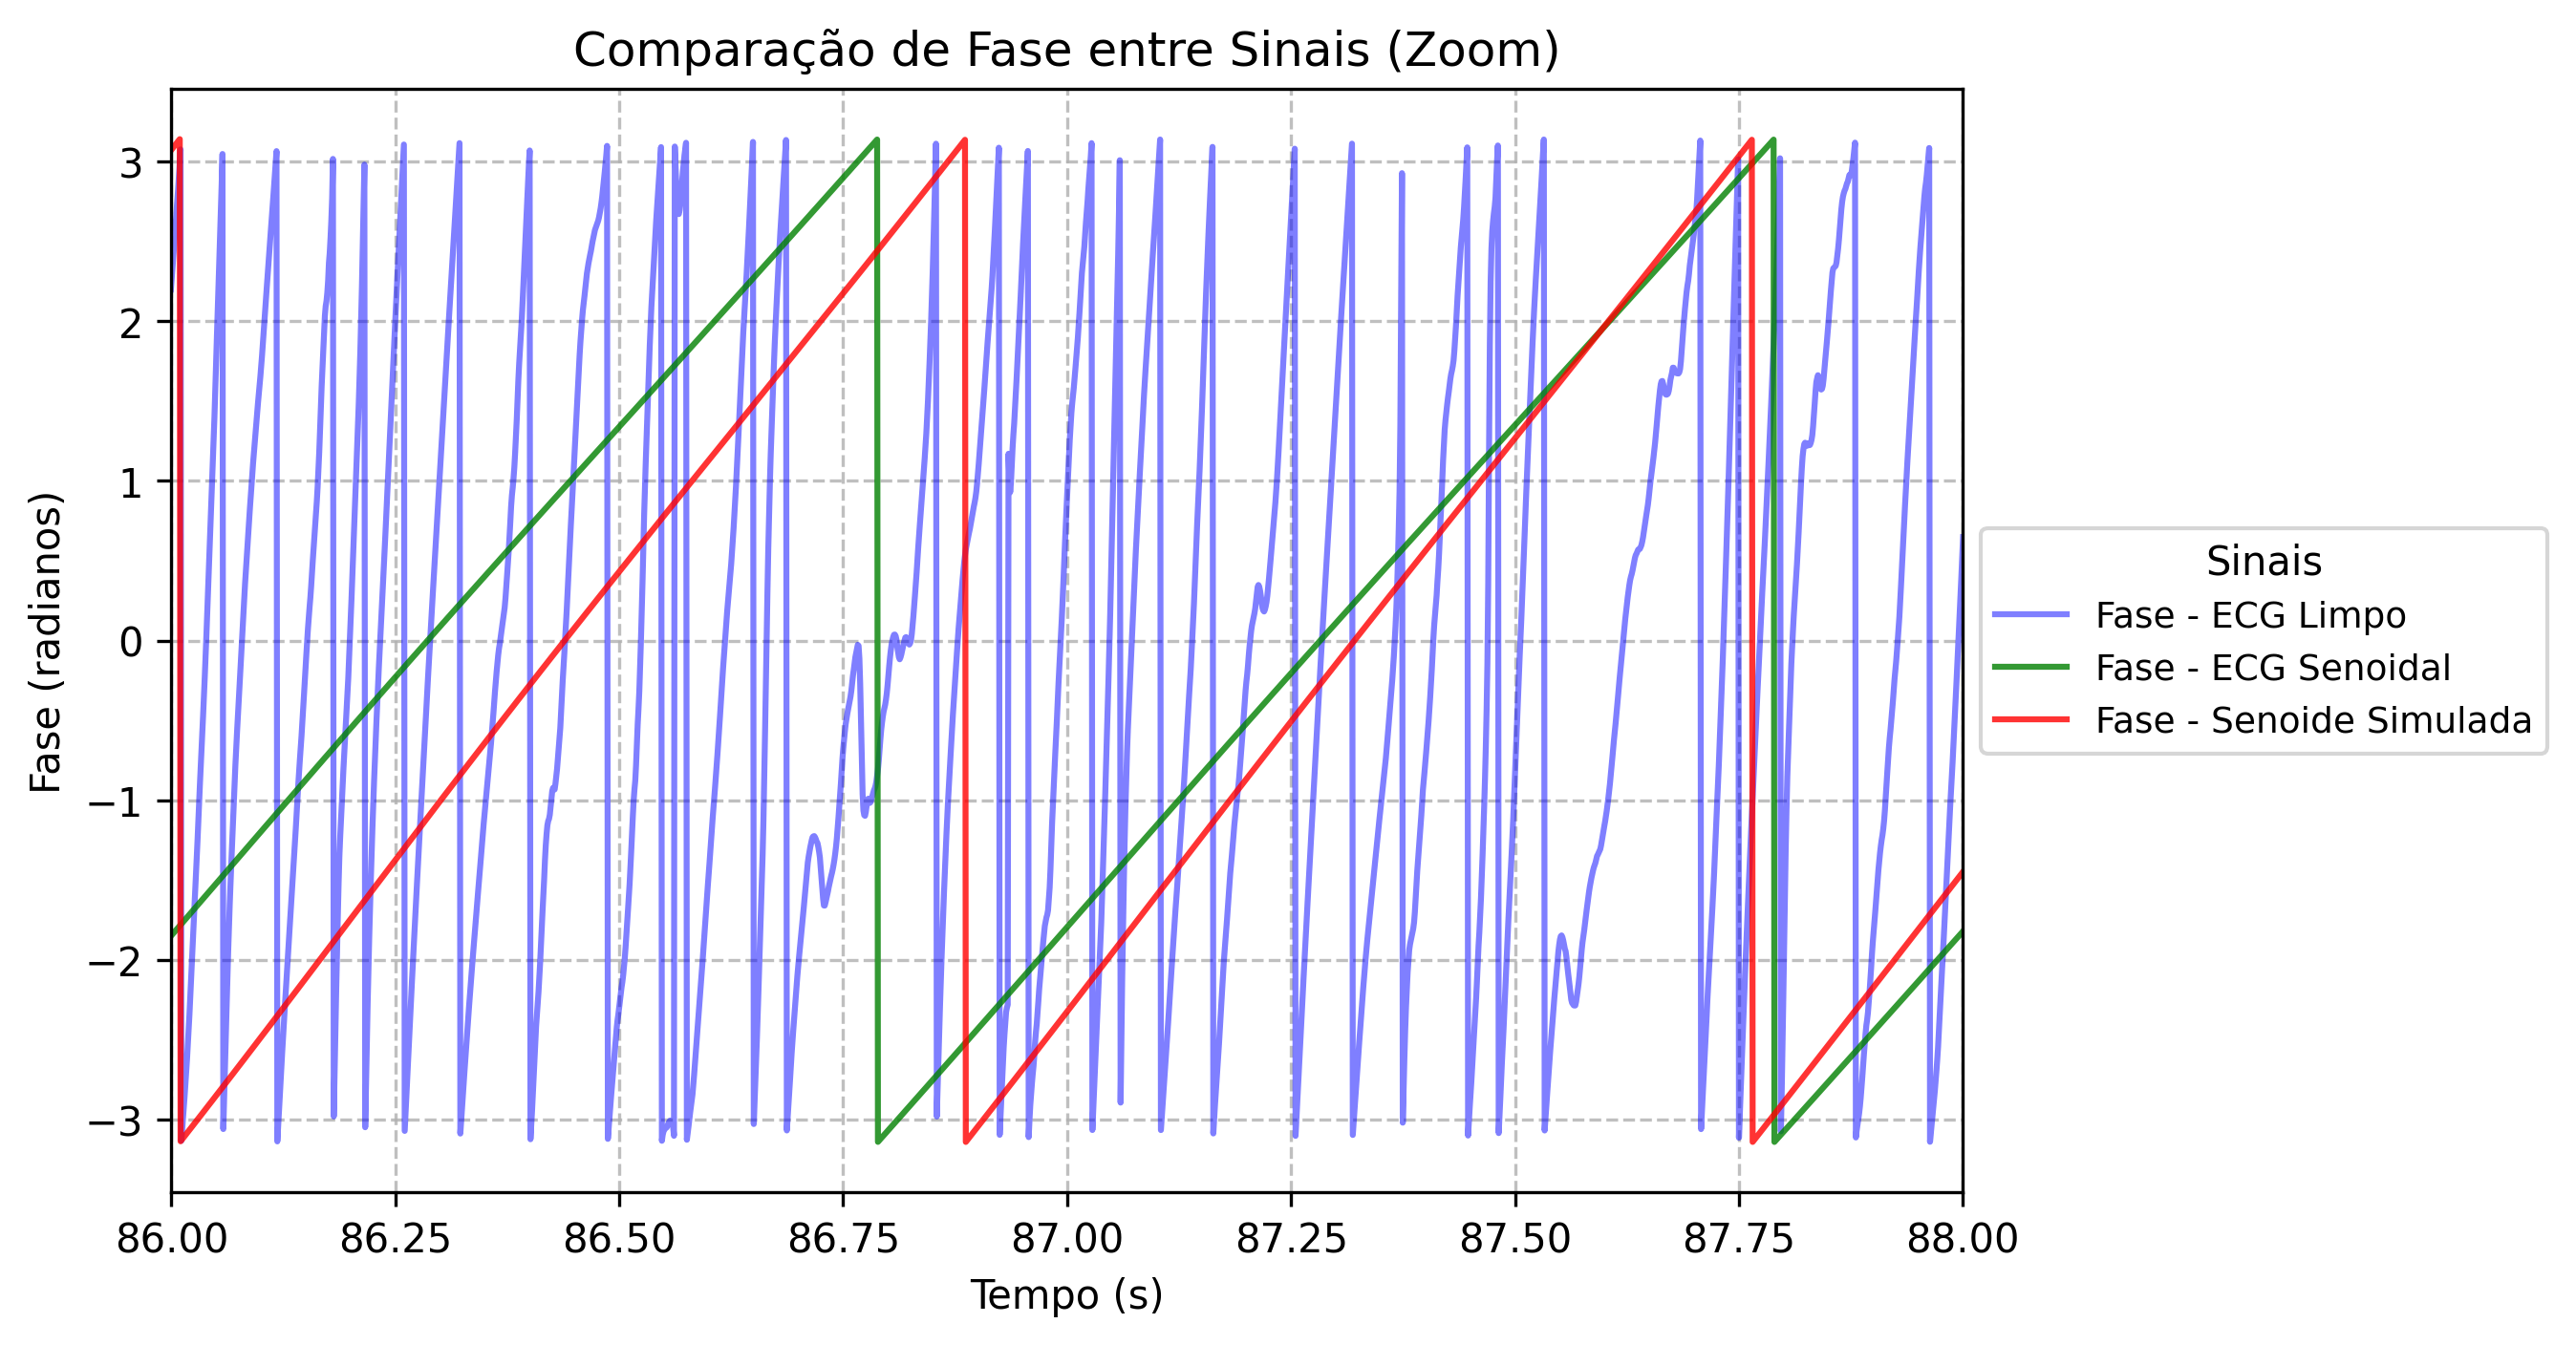 Comparação de Fase entre Sinais (Zoom)
Fase (radianos)
3
2
1
0
−1
−2
−3
86.00 86.25 86.50 86.75 87.00 87.25 87.50 87.75 88.00
Tempo (s)
Sinais
Fase - ECG Limpo
Fase - ECG Senoidal
Fase - Senoide Simulada